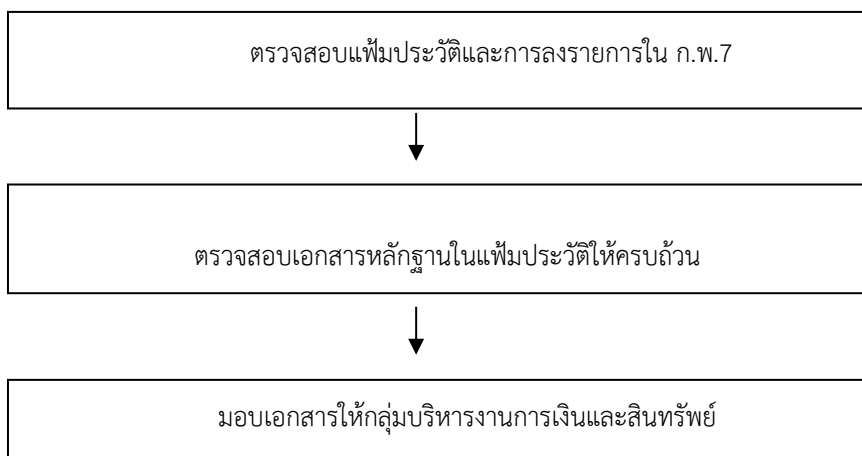 ตรวจสอบแฟ้มประวัติและการลงรายการใน ก.พ.7
ตรวจสอบเอกสารหลักฐานในแฟ้มประวัติให้ครบถ้วน
มอบเอกสารให้กลุ่มบริหารงานการเงินและสินทรัพย์